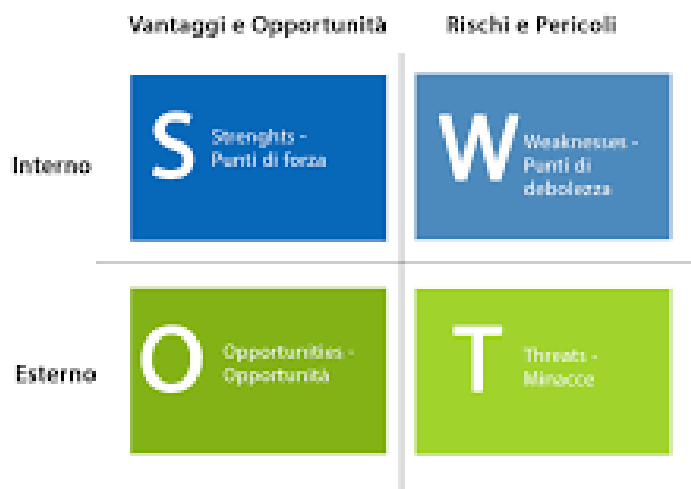 Vantaggi e Opportunità
Rischi e Pericoli
Interno
S
Strenghts -
Punti di forza
W
Weaknesses -
Punti di
debolezza
Esterno
O
Opportunities -
Opportunità
T
Threats -
Minacce